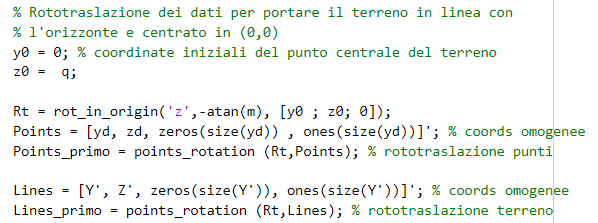 % Rototraslazione dei dati per portare il terreno in linea con
% l'orizzonte e centrato in (0,0)
y0 = 0; % coordinate iniziali del punto centrale del terreno
z0 =  q;

Rt = rot_in_origin('z',-atan(m), [y0 ; z0; 0]);
Points = [yd, zd, zeros(size(yd)) , ones(size(yd))]'; % coords omogenee
Points_primo = points_rotation (Rt,Points); % rototraslazione punti

Lines = [Y', Z', zeros(size(Y')), ones(size(Y'))]'; % coords omogenee
Lines_primo = points_rotation (Rt,Lines); % rototraslazione terreno